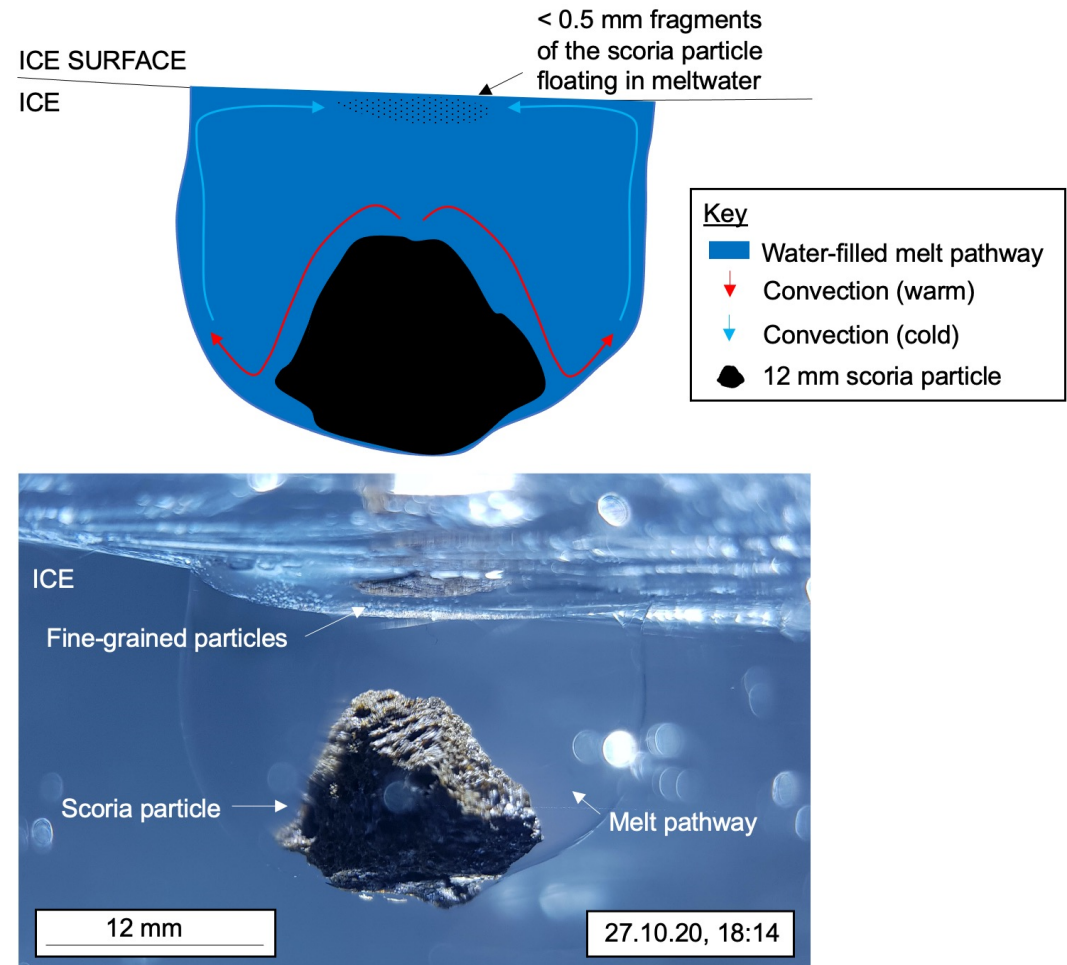 < 0.5 mm fragments
of the scoria particle
floating in meltwater
ICE SURFACE
ICE
Key
Water-filled melt pathway
Convection (warm)
Convection (cold)
12 mm scoria particle
ICE
Fine-grained particles
Scoria particle
Melt pathway
12 mm
27.10.20, 18:14